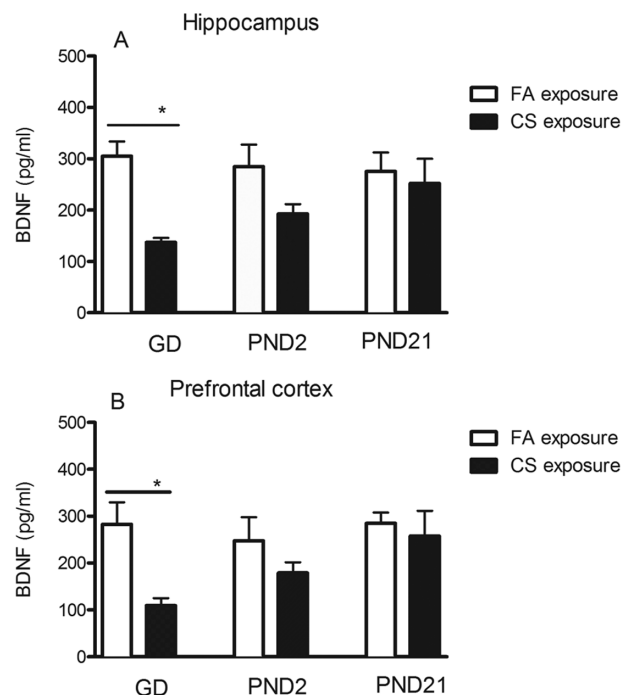 A
Hippocampus
500
400
300
200
100
0
BDNF (pg/ml)
*
FA exposure
CS exposure
GD PND2 PND21
B
Prefrontal cortex
500
400
300
200
100
0
BDNF (pg/ml)
*
FA exposure
CS exposure
GD PND2 PND21